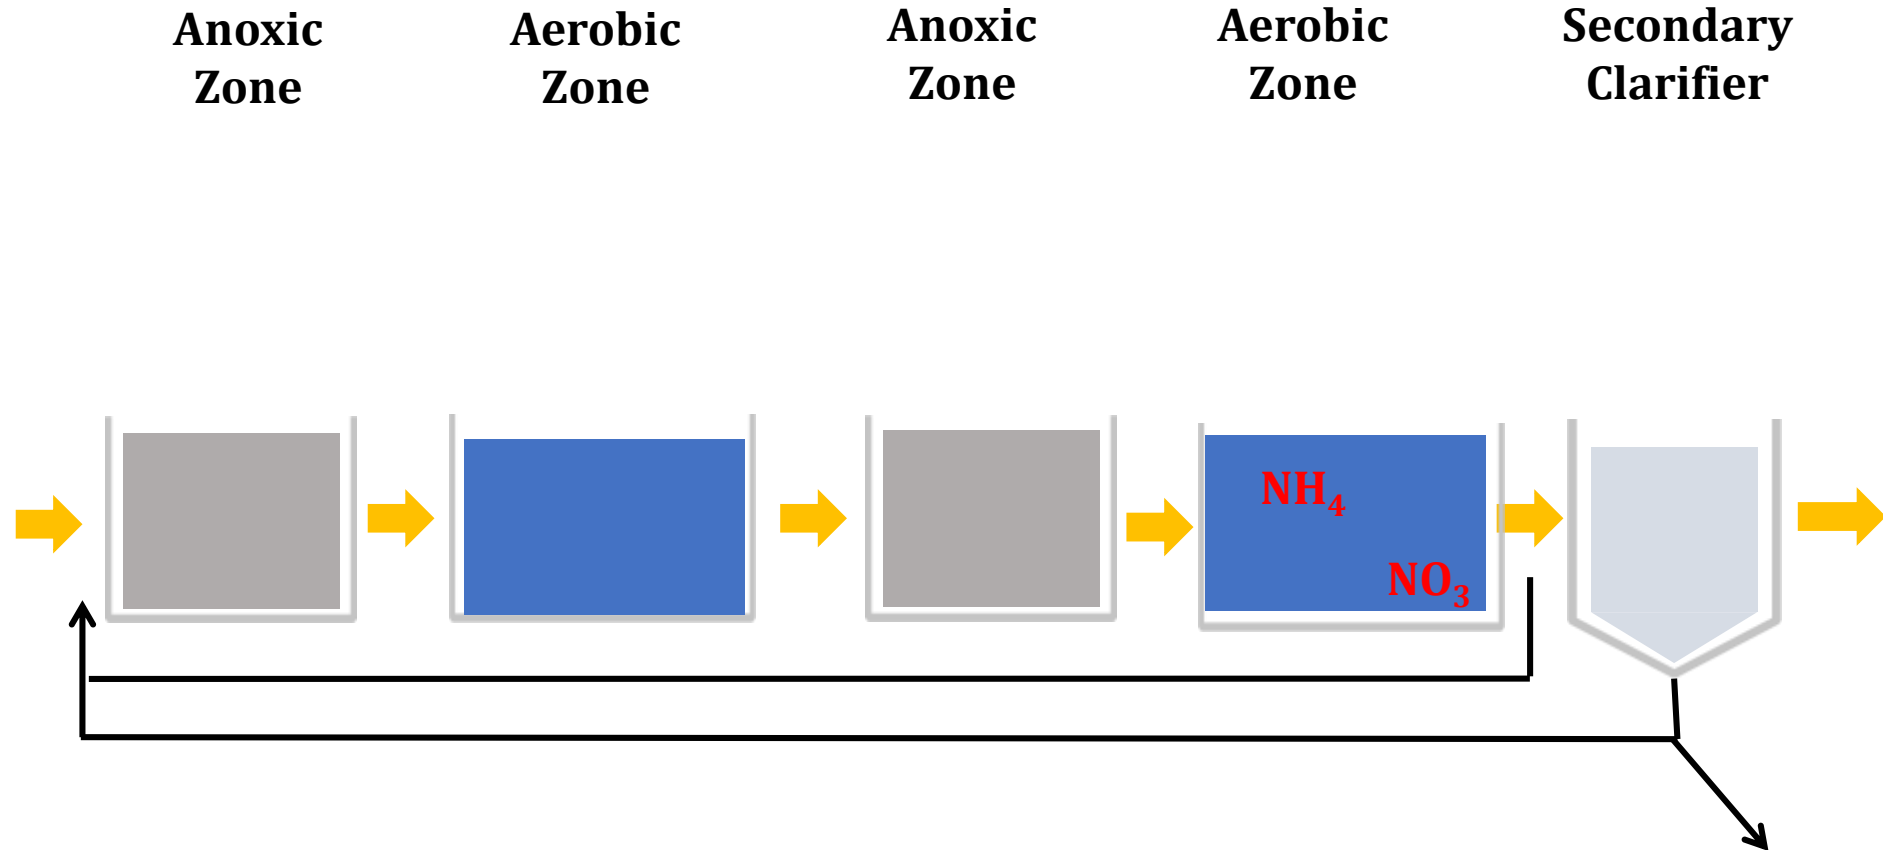 Anoxic
Zone
Aerobic
Zone
Anoxic
Zone
Aerobic
Zone
Secondary
Clarifier
NH₄
NO₃